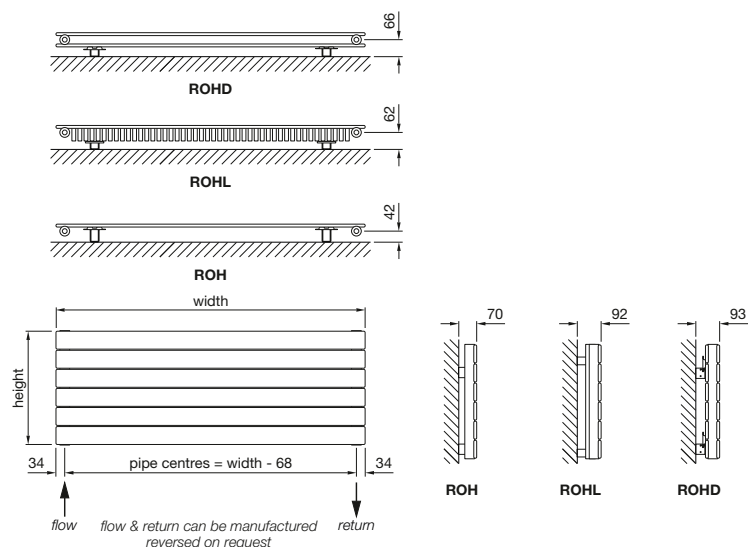 66
ROHD
62
ROHL
42
ROH
width
height
34
pipe centres = width - 68
34
flow
flow & return can be manufactured
reversed on request
return
70
92
93
ROH
ROHL
ROHD